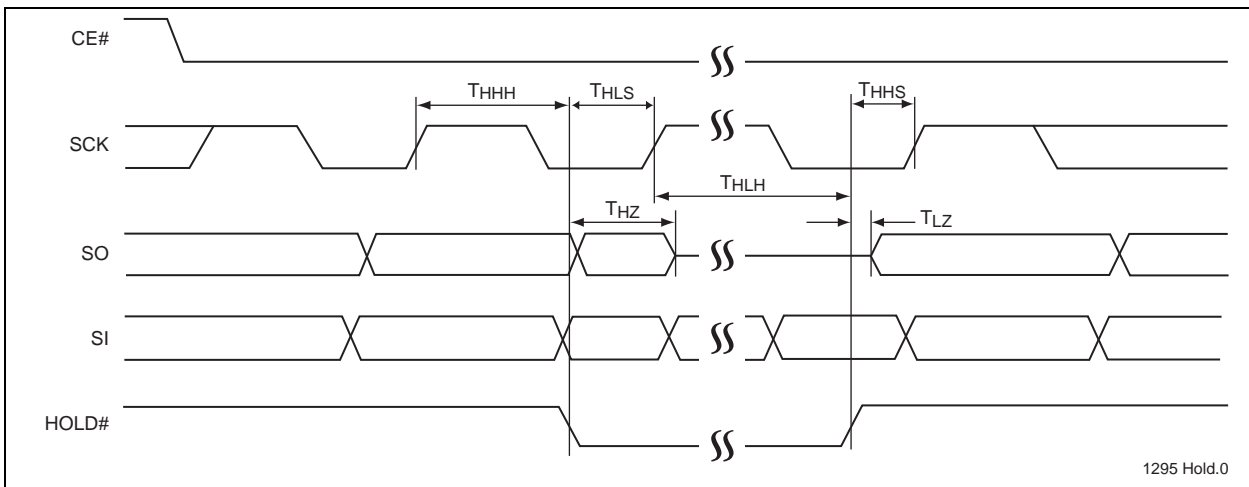 CE#
THHH
THLS
THHS
SCK
THLH
THZ
TLZ
SO
SI
HOLD#
1295 Hold.0